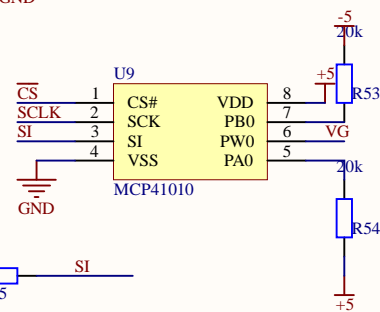 GND
-5
20k
U9
+5
CS
1
CS#
VDD
8
R53
SCLK
2
SCK
PB0
7
SI
3
SI
PW0
6
VG
4
VSS
PA0
5
20k
MCP41010
GND
R54
SI
5
+5